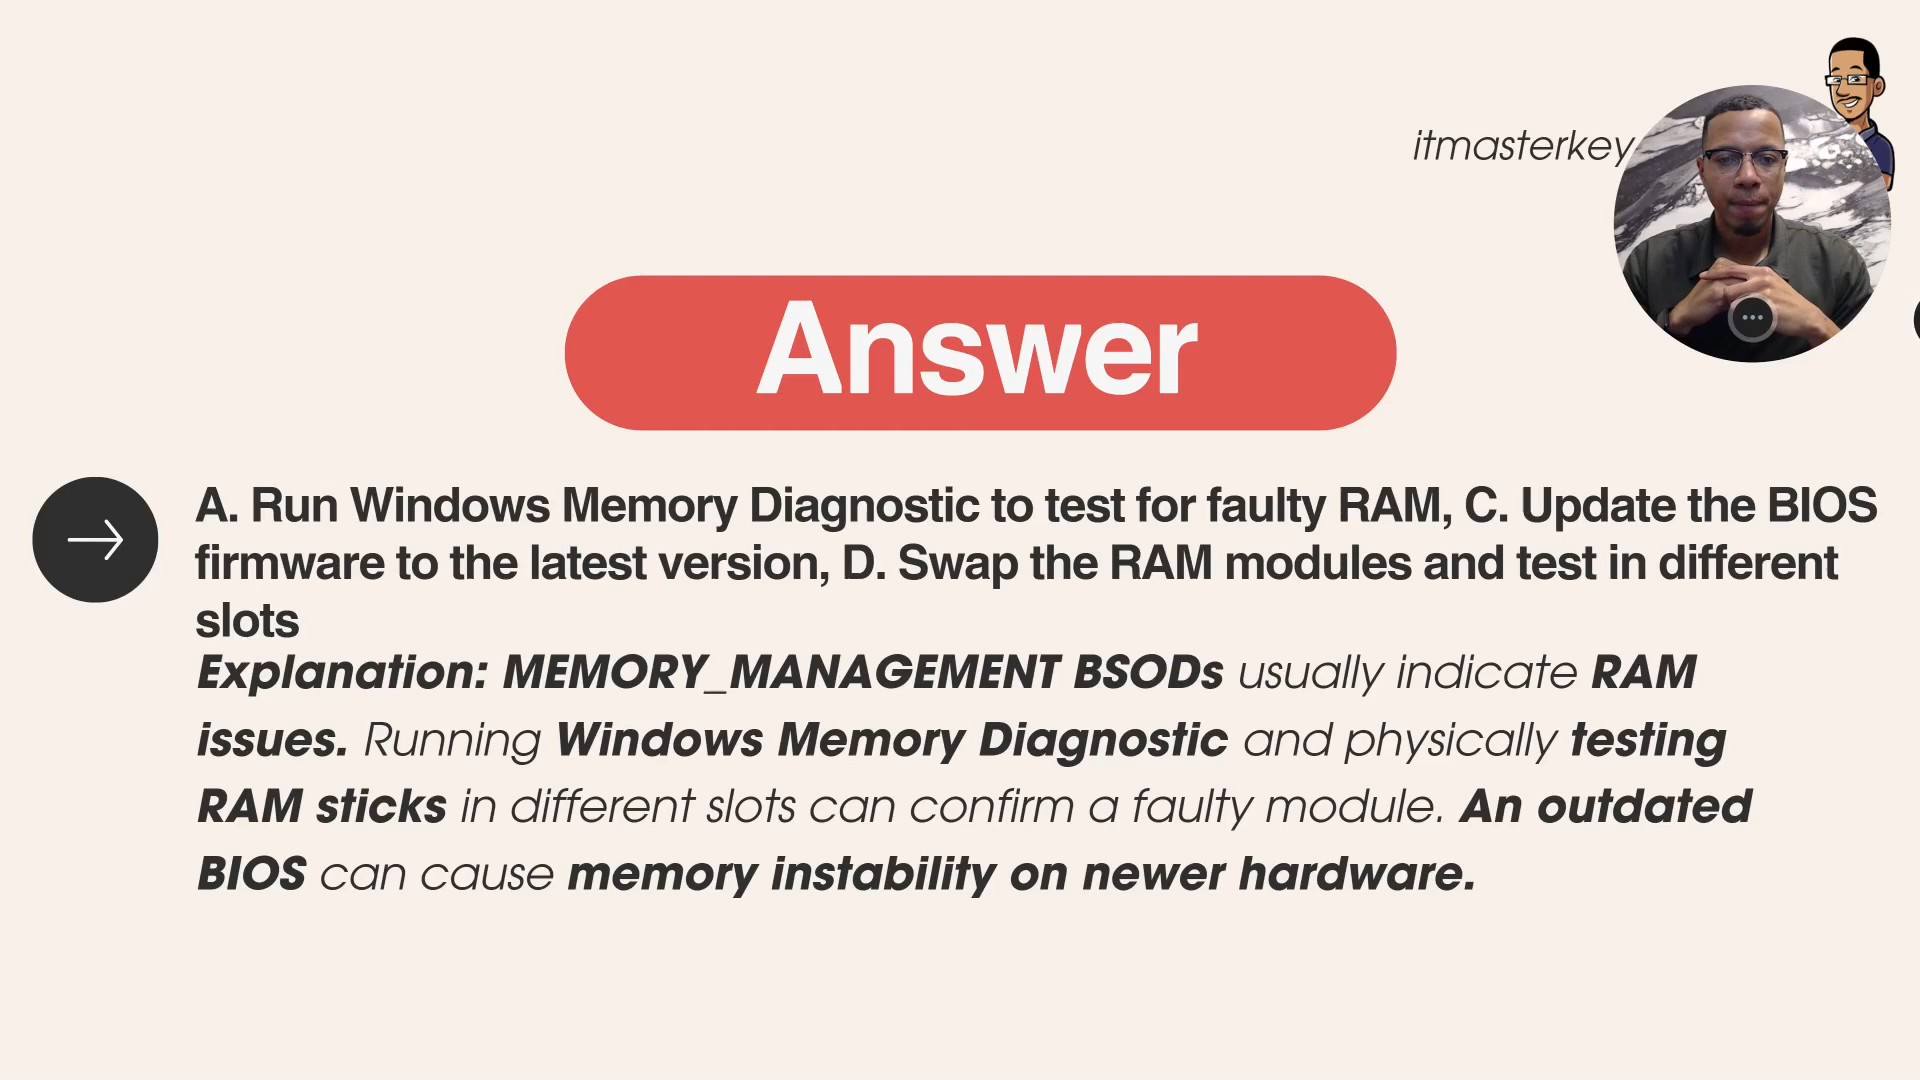 itmasterkey
Answer
A. Run Windows Memory Diagnostic to test for faulty RAM, C. Update the BIOS
firmware to the latest version, D. Swap the RAM modules and test in different
slots
Explanation: MEMORY_MANAGEMENT BSODs usually indicate RAM
issues. Running Windows Memory Diagnostic and physically testing
RAM sticks in different slots can confirm a faulty module. An outdated
BIOS can cause memory instability on newer hardware.